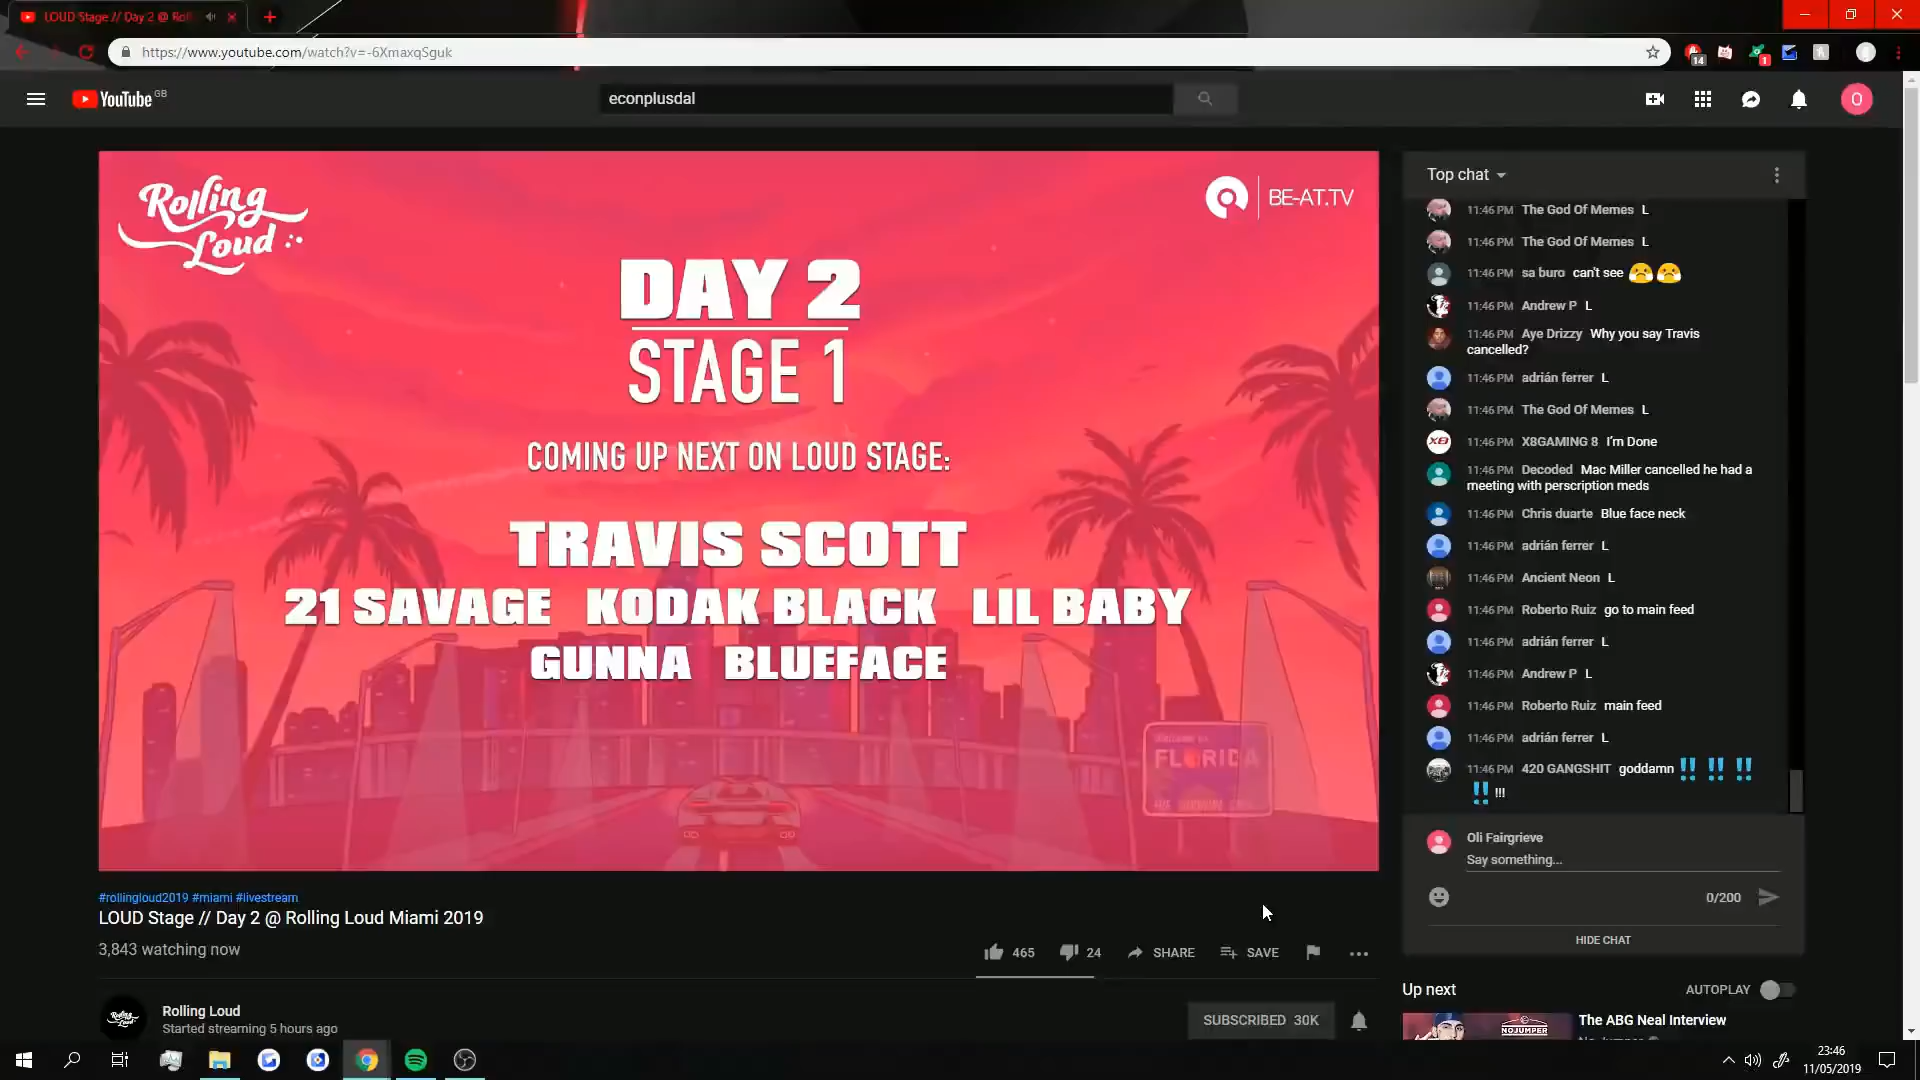 LOUD Stage // Day 2 @ Roll
https://www.youtube.com/watch?v=-6XmaxqSguk
14
1
YouTube GB
econplusdal
O
Rolling Loud
BE-AT.TV
DAY 2
STAGE 1
COMING UP NEXT ON LOUD STAGE:
TRAVIS SCOTT
21 SAVAGE KODAK BLACK LIL BABY
GUNNA BLUEFACE
FLORIDA
Top chat
11:46 PM The God Of Memes L
11:46 PM The God Of Memes L
11:46 PM sa buro can't see
11:46 PM Andrew P L
11:46 PM Aye Drizzy Why you say Travis
cancelled?
11:46 PM adrián ferrer L
11:46 PM The God Of Memes L
X8 11:46 PM X8GAMING 8 I'm Done
11:46 PM Decoded Mac Miller cancelled he had a
meeting with perscription meds
11:46 PM Chris duarte Blue face neck
11:46 PM adrián ferrer L
11:46 PM Ancient Neon L
11:46 PM Roberto Ruiz go to main feed
11:46 PM adrián ferrer L
11:46 PM Andrew P L
11:46 PM Roberto Ruiz main feed
11:46 PM adrián ferrer L
11:46 PM 420 GANGSHIT goddamn ‼ ‼ ‼
‼ !!!
Oli Fairgrieve
Say something...
0/200
HIDE CHAT
#rollingloud2019 #miami #livestream
LOUD Stage // Day 2 @ Rolling Loud Miami 2019
3,843 watching now
465 24 SHARE SAVE
Rolling Loud
Started streaming 5 hours ago
SUBSCRIBED 30K
Up next
AUTOPLAY
NOJUMPER
The ABG Neal Interview
23:46
11/05/2019